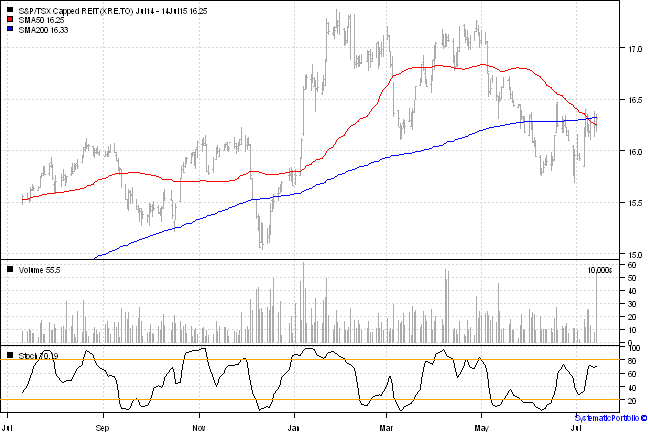 S&P/TSX Capped REIT (XRE.TO) Jul14 - 14Jul15 16.25
SMA50 16.25
SMA200 16.33
17.0
16.5
16.0
15.5
15.0
Volume 55.5
10,000s
60
50
40
30
20
10
0
Stoch 70.19
100
80
60
40
20
Jul Sep Nov Jan Mar May Jul
SystematicPortfolio ©